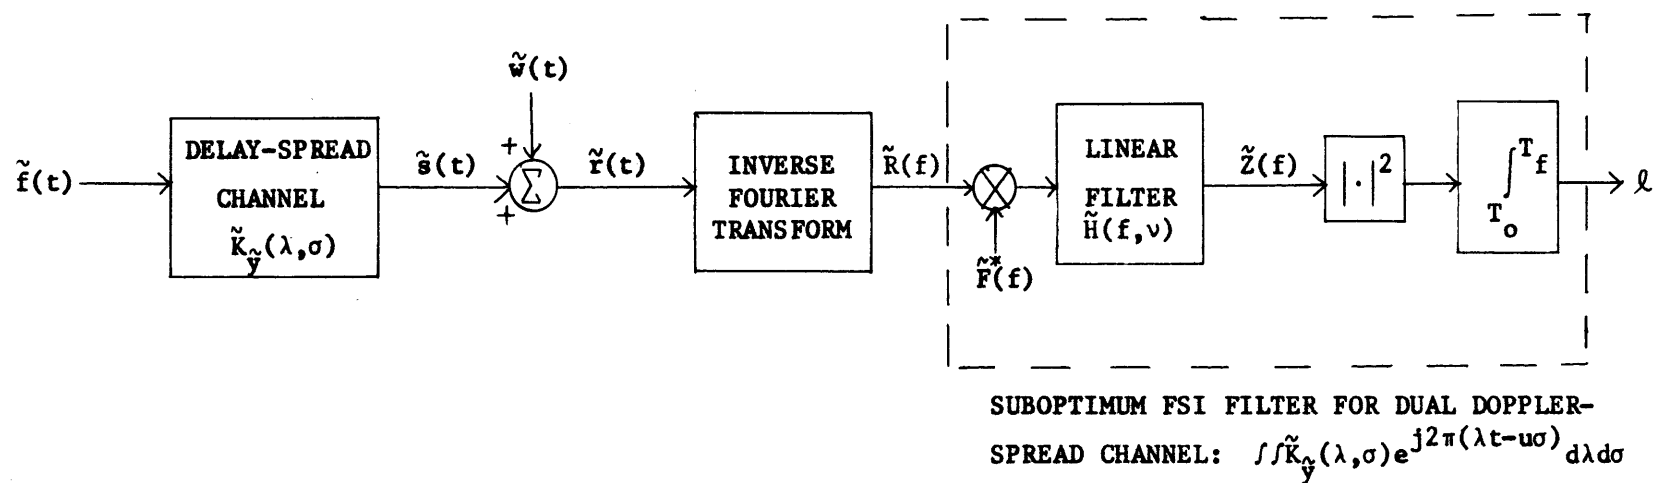 f̃(t)
DELAY-SPREAD
CHANNEL
K̃ỹ(λ,σ)
s̃(t)
w̃(t)
+
+
Σ
r̃(t)
INVERSE
FOURIER
TRANSFORM
R̃(f)
F̃*(f)
LINEAR
FILTER
H̃(f,ν)
Z̃(f)
|·|²
∫
T_f
T_o
ℓ
SUBOPTIMUM FSI FILTER FOR DUAL DOPPLER-
SPREAD CHANNEL: ∫∫K̃ỹ(λ,σ)e^{j2π(λt-uσ)}dλdσ